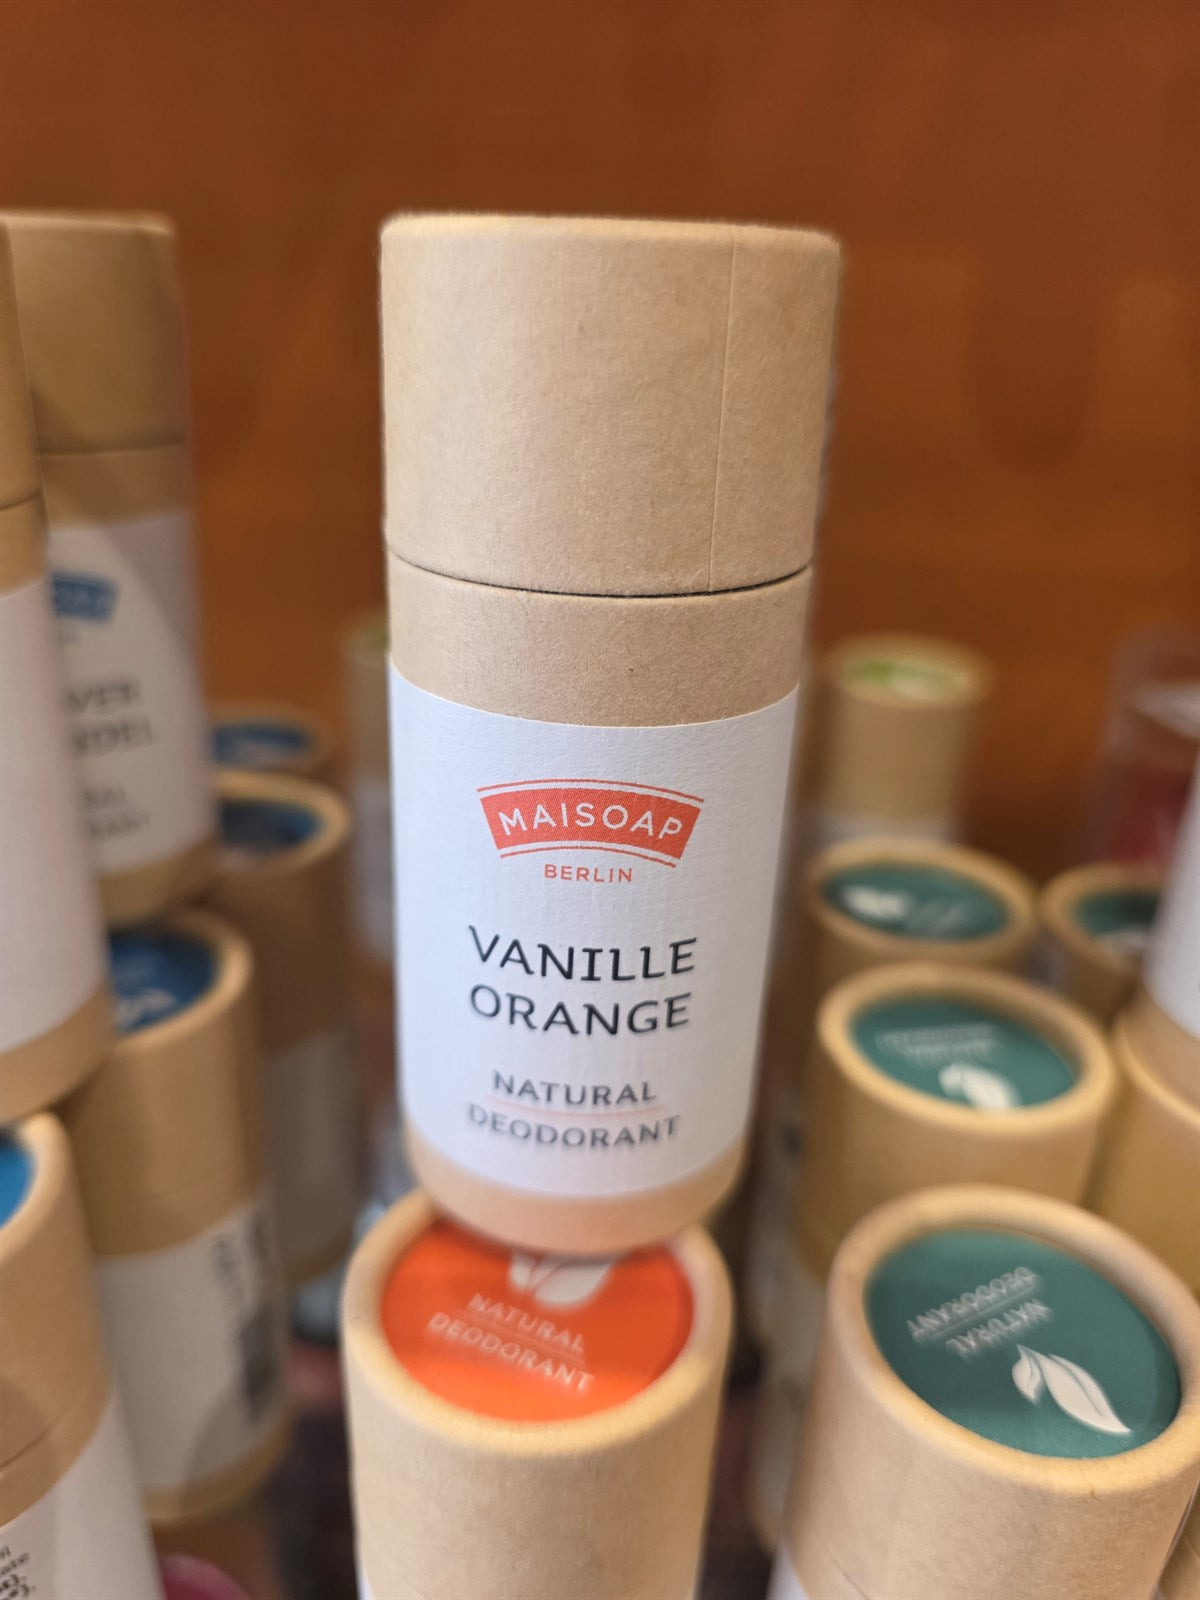 MAISOAP
BERLIN
VANILLE
ORANGE
NATURAL
DEODORANT
NATURAL
DEODORANT
NATURAL
DEODORANT